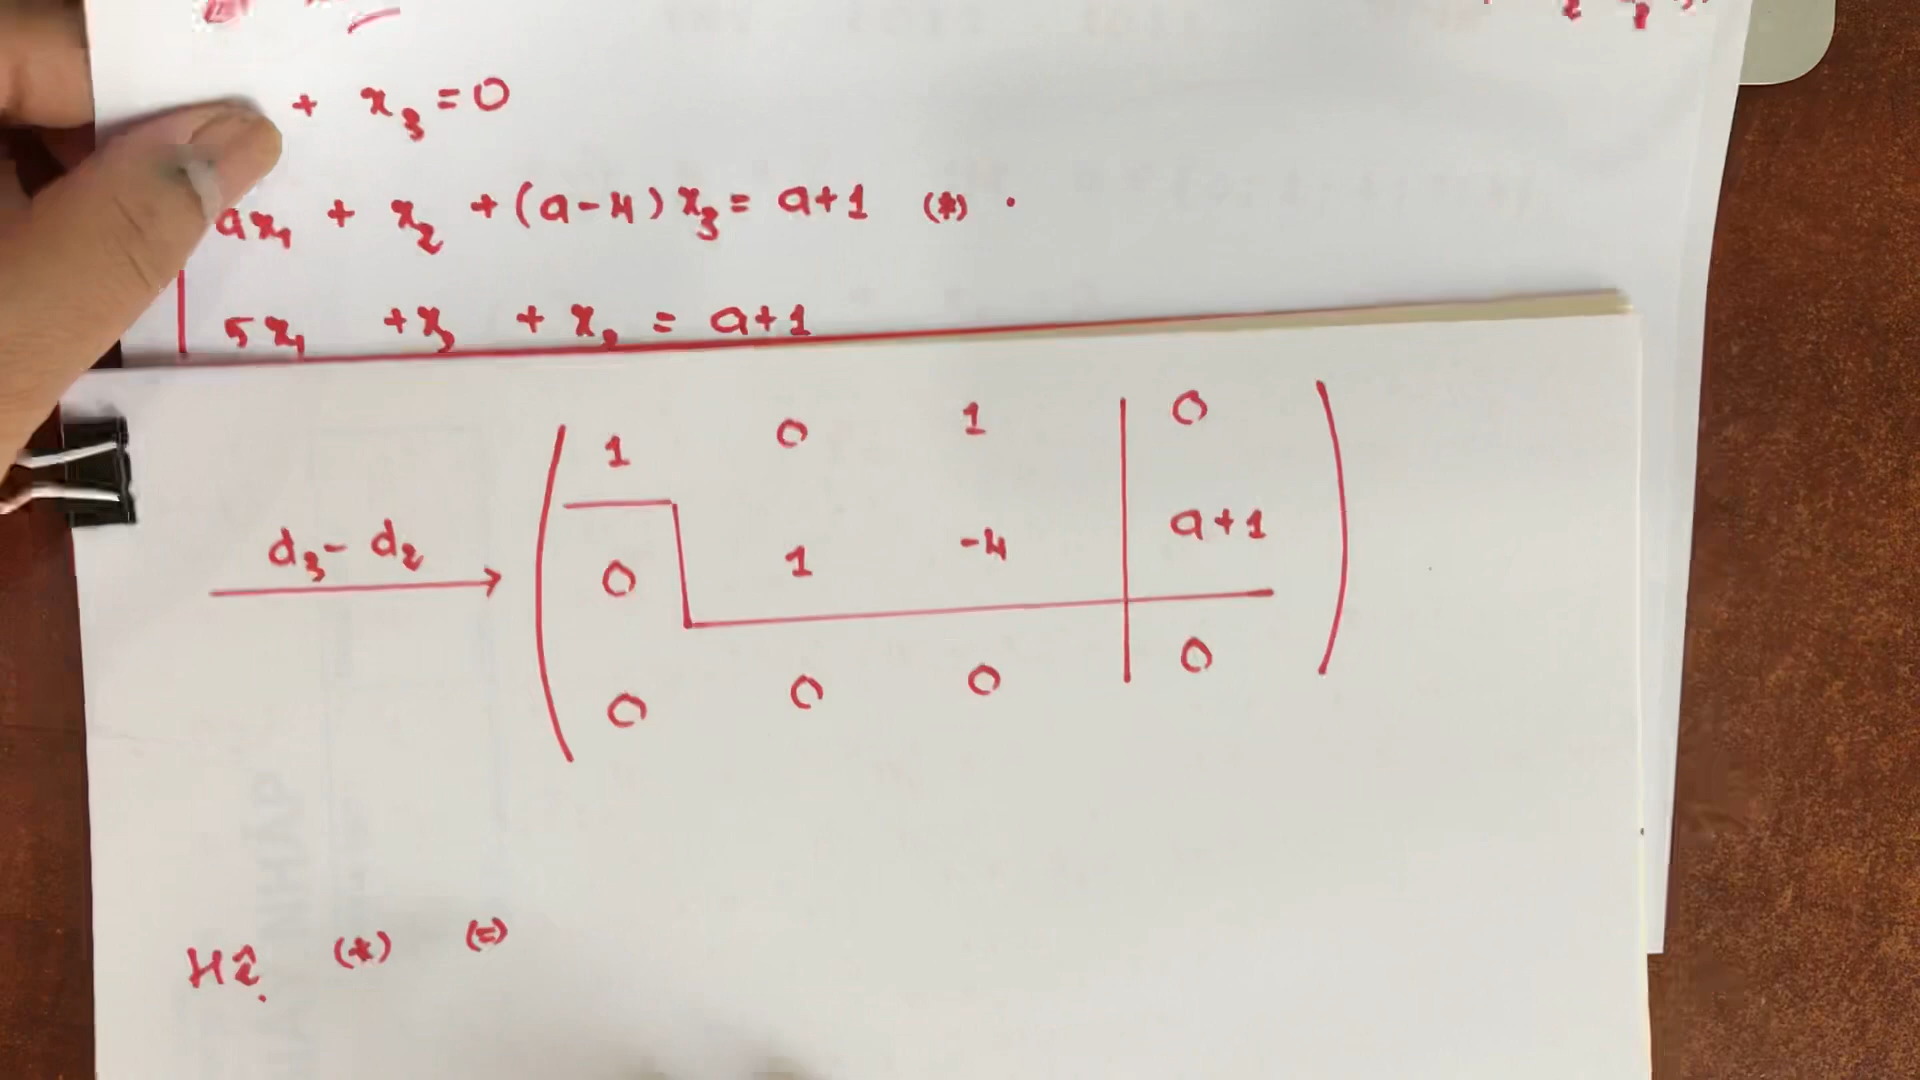 + x₃ = 0
ax₁ + x₂ + (a-4)x₃ = a+1 (*) .
5x₁ + x₂ + x₃ = a+1
1 0 1 | 0
d₃ - d₂ → 0 1 -4 | a+1
0 0 0 | 0
Hệ (*) (=)